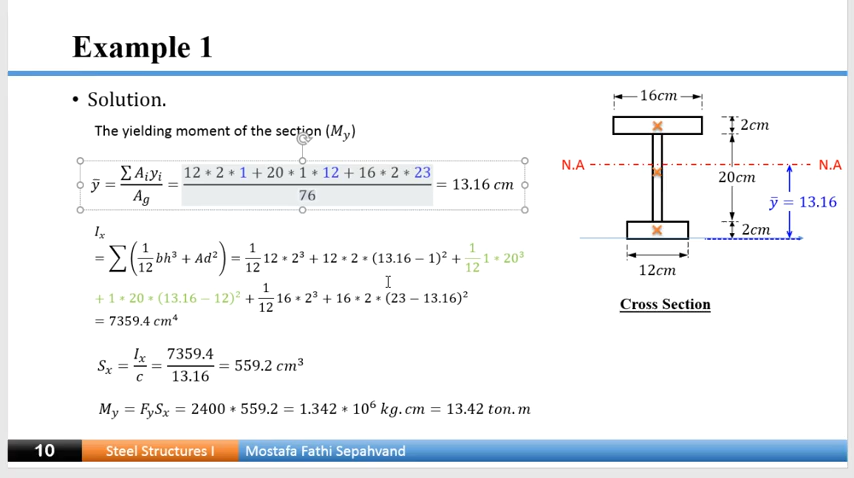 Example 1
• Solution.
The yielding moment of the section (M_y)
ȳ = ∑ A_i y_i / A_g = 12 * 2 * 1 + 20 * 1 * 12 + 16 * 2 * 23 / 76 = 13.16 cm
I_x
= ∑ (1/12 bh³ + Ad²) = 1/12 12 * 2³ + 12 * 2 * (13.16 − 1)² + 1/12 1 * 20³
+ 1 * 20 * (13.16 − 12)² + 1/12 16 * 2³ + 16 * 2 * (23 − 13.16)²
= 7359.4 cm⁴
S_x = I_x / c = 7359.4 / 13.16 = 559.2 cm³
M_y = F_y S_x = 2400 * 559.2 = 1.342 * 10⁶ kg.cm = 13.42 ton.m
16cm
2cm
N.A
N.A
20cm
ȳ = 13.16
2cm
12cm
Cross Section
10
Steel Structures I
Mostafa Fathi Sepahvand